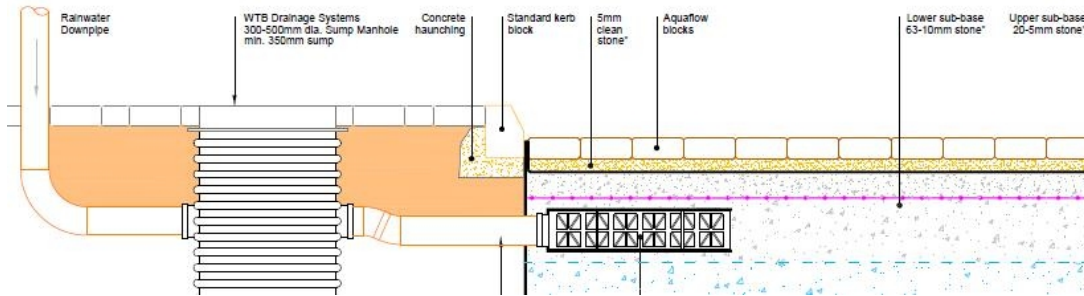 Rainwater
Downpipe
WTB Drainage Systems
300-500mm dia. Sump Manhole
min. 350mm sump
Concrete
haunching
Standard kerb
block
5mm
clean
stone*
Aquaflow
blocks
Lower sub-base
63-10mm stone*
Upper sub-base
20-5mm stone*